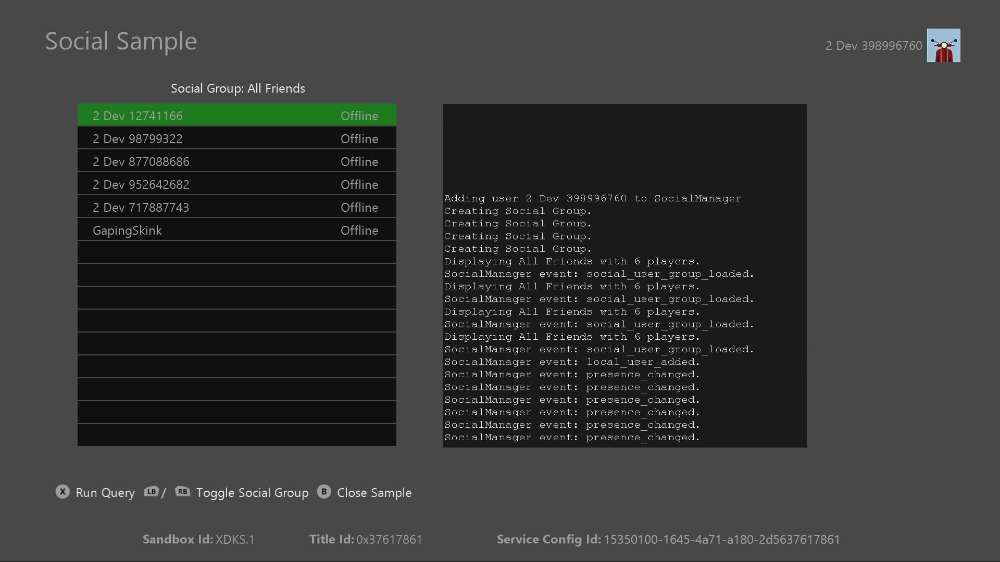 Social Sample
2 Dev 398996760
Social Group: All Friends
2 Dev 12741166 Offline
2 Dev 98799322 Offline
2 Dev 877088686 Offline
2 Dev 952642682 Offline
2 Dev 717887743 Offline
GapingSkink Offline
Adding user 2 Dev 398996760 to SocialManager
Creating Social Group.
Creating Social Group.
Creating Social Group.
Creating Social Group.
Displaying All Friends with 6 players.
SocialManager event: social_user_group_loaded.
Displaying All Friends with 6 players.
SocialManager event: social_user_group_loaded.
Displaying All Friends with 6 players.
SocialManager event: social_user_group_loaded.
Displaying All Friends with 6 players.
SocialManager event: social_user_group_loaded.
SocialManager event: local_user_added.
SocialManager event: presence_changed.
SocialManager event: presence_changed.
SocialManager event: presence_changed.
SocialManager event: presence_changed.
SocialManager event: presence_changed.
SocialManager event: presence_changed.
X Run Query LB / RB Toggle Social Group B Close Sample
Sandbox Id: XDKS.1 Title Id: 0x37617861 Service Config Id: 15350100-1645-4a71-a180-2d5637617861